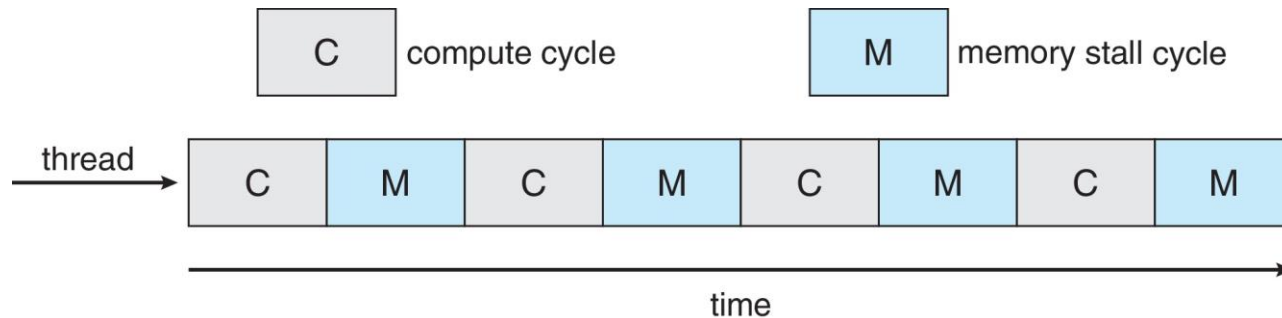 C compute cycle M memory stall cycle
thread
C M C M C M C M
time